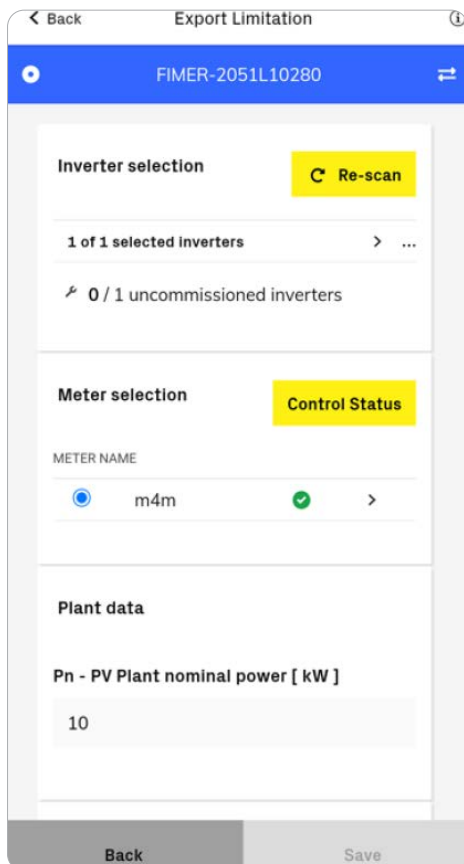 Back Export Limitation
FIMER-2051L10280
Inverter selection
Re-scan
1 of 1 selected inverters > ...
0 / 1 uncommissioned inverters
Meter selection
Control Status
METER NAME
m4m
Plant data
Pn - PV Plant nominal power [ kW ]
10
Back Save